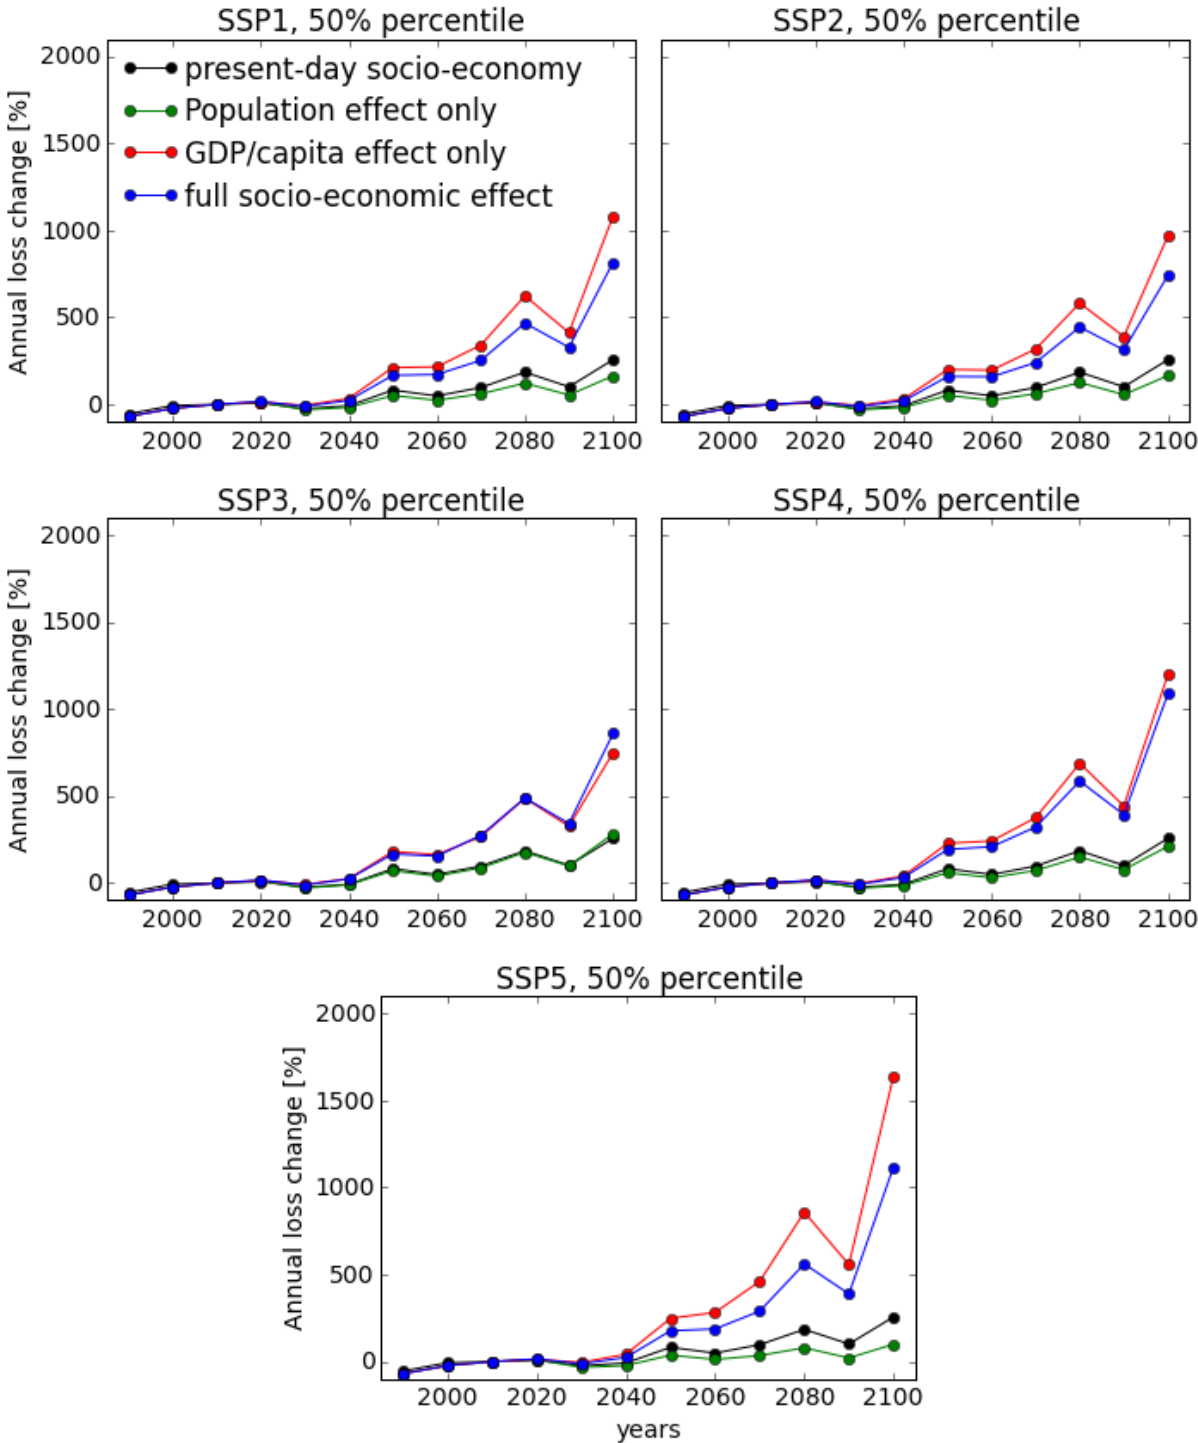 SSP1, 50% percentile
SSP2, 50% percentile
2000
1500
1000
500
0
Annual loss change [%]
present-day socio-economy
Population effect only
GDP/capita effect only
full socio-economic effect
2000 2020 2040 2060 2080 2100
2000 2020 2040 2060 2080 2100
SSP3, 50% percentile
SSP4, 50% percentile
2000
1500
1000
500
0
Annual loss change [%]
2000 2020 2040 2060 2080 2100
2000 2020 2040 2060 2080 2100
SSP5, 50% percentile
2000
1500
1000
500
0
Annual loss change [%]
2000 2020 2040 2060 2080 2100
years